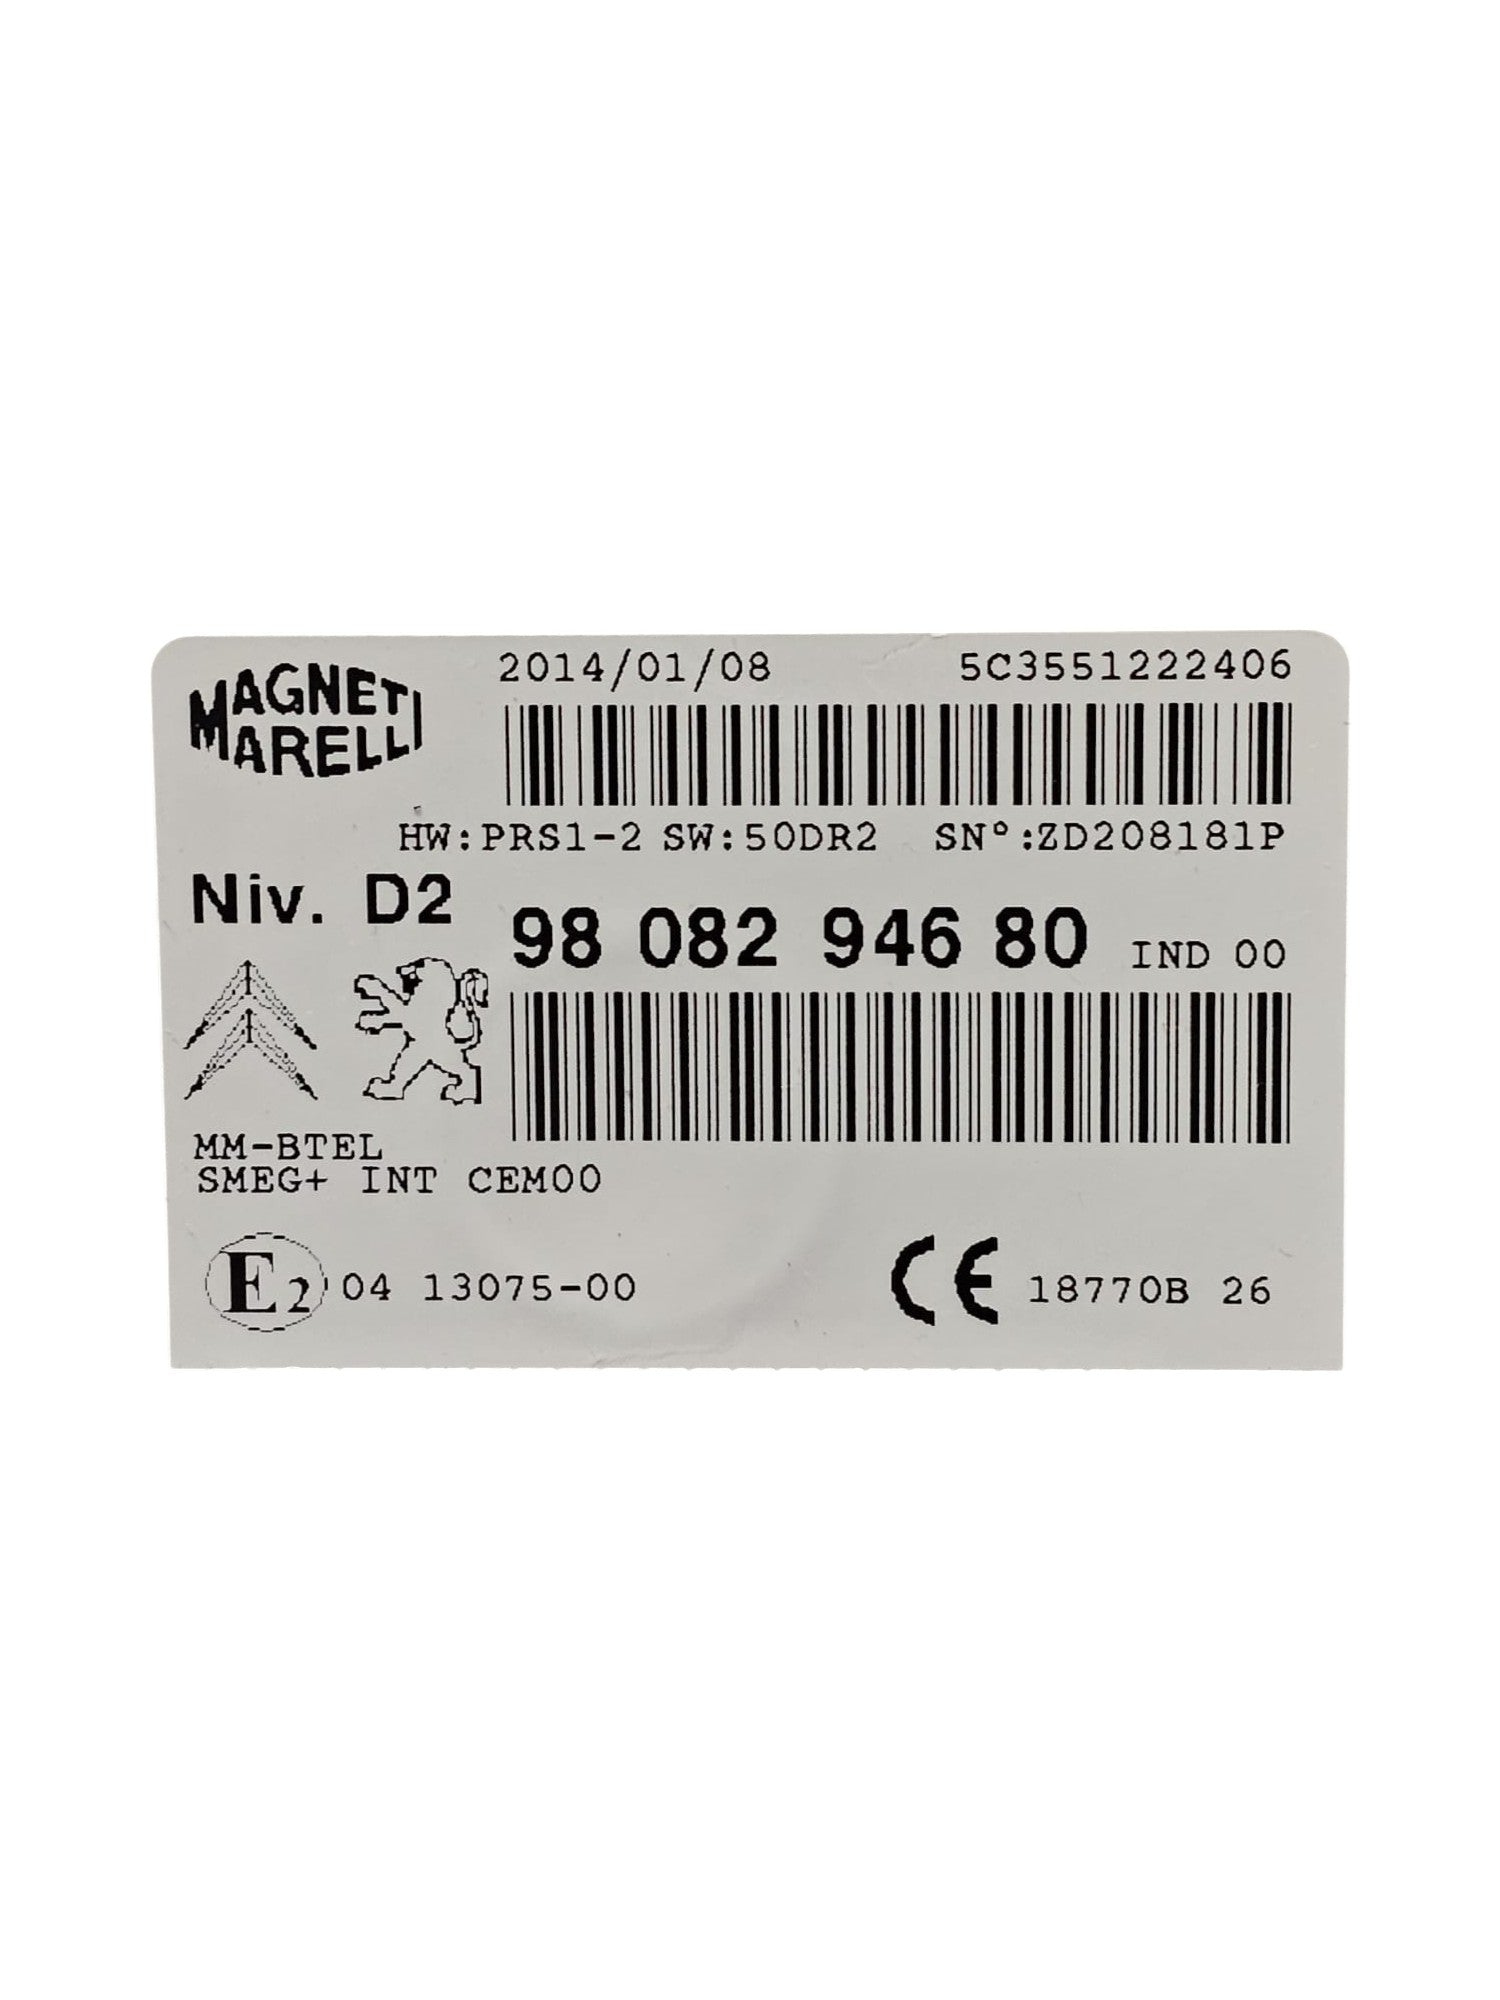 MAGNETI
MARELLI
2014/01/08 5C3551222406
HW:PRS1-2 SW:50DR2 SN°:ZD208181P
Niv. D2
98 082 946 80 IND 00
MM-BTEL
SMEG+ INT CEM00
E2 04 13075-00
CE 18770B 26